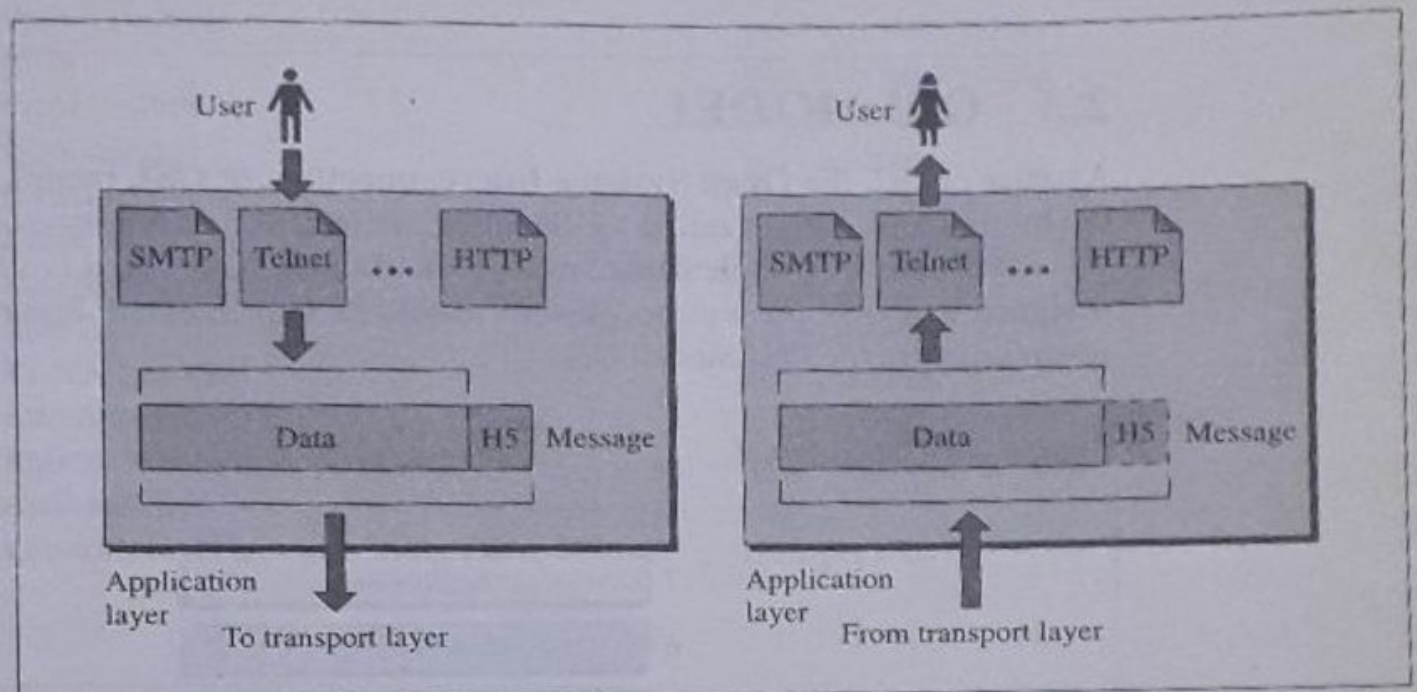 User
SMTP Telnet ... HTTP
Data H5 Message
Application
layer
To transport layer
User
SMTP Telnet ... HTTP
Data H5 Message
Application
layer
From transport layer